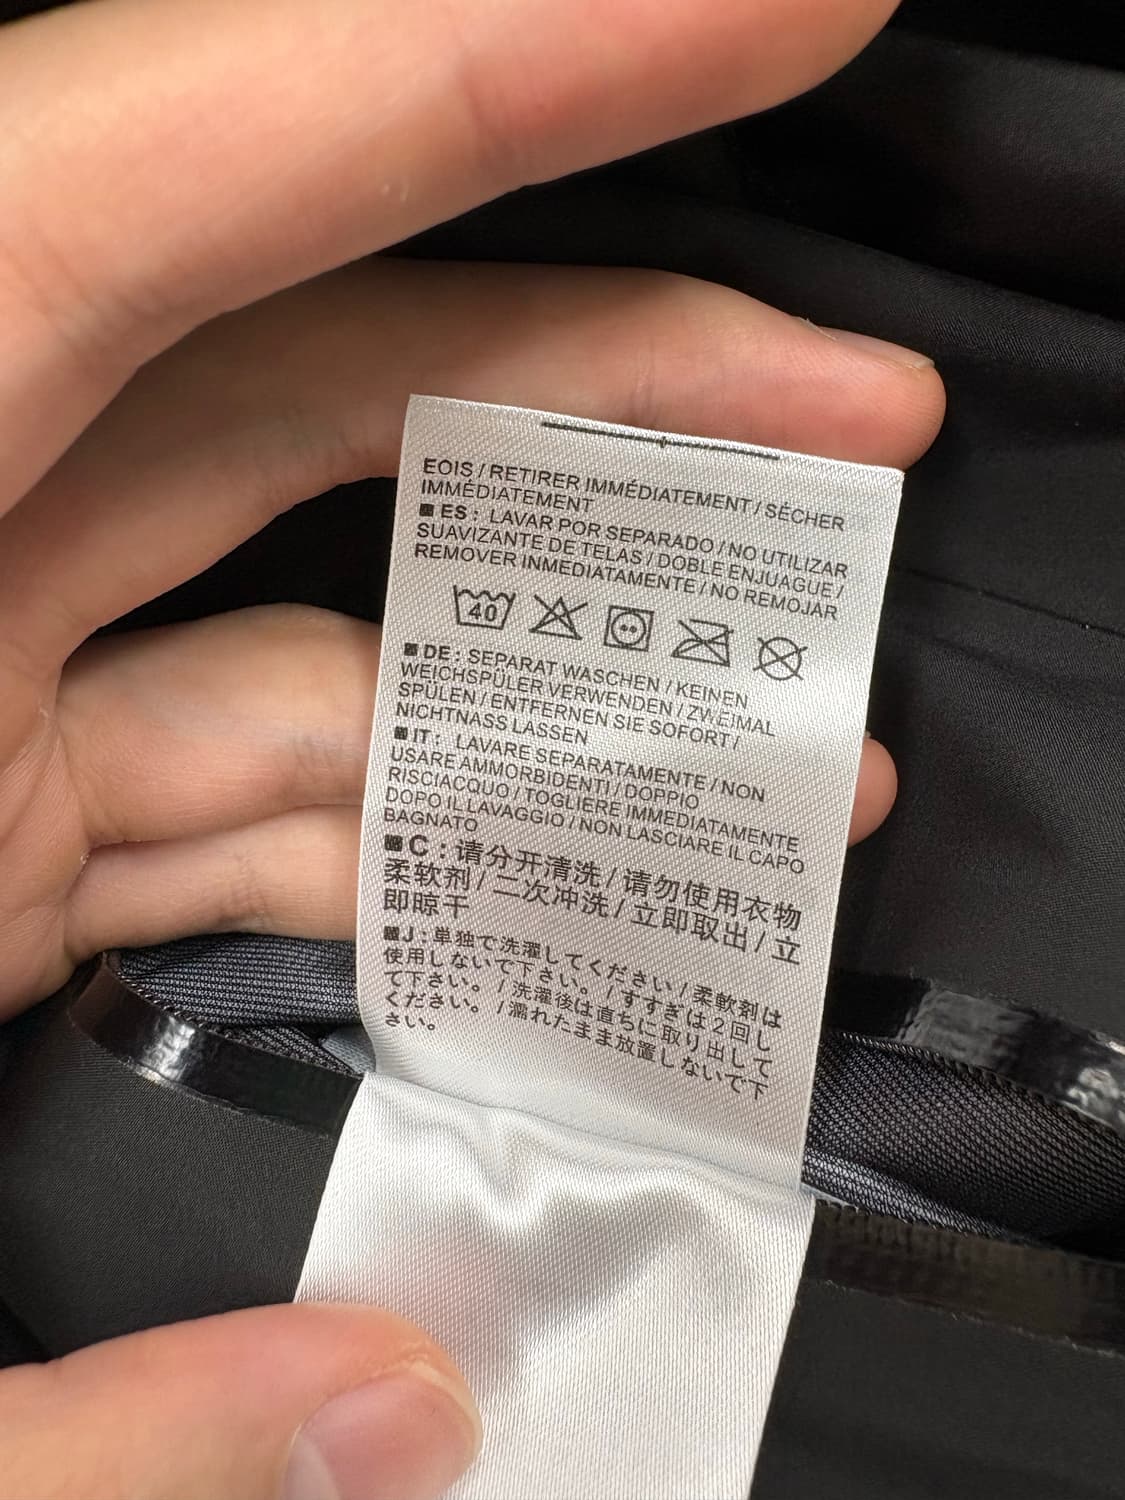 EOIS / RETIRER IMMÉDIATEMENT / SÉCHER
IMMÉDIATEMENT
ES : LAVAR POR SEPARADO / NO UTILIZAR
SUAVIZANTE DE TELAS / DOBLE ENJUAGUE /
REMOVER INMEDIATAMENTE / NO REMOJAR
40
DE : SEPARAT WASCHEN / KEINEN
WEICHSPÜLER VERWENDEN / ZWEIMAL
SPÜLEN / ENTFERNEN SIE SOFORT /
NICHTNASS LASSEN
IT : LAVARE SEPARATAMENTE / NON
USARE AMMORBIDENTI / DOPPIO
RISCIACQUO / TOGLIERE IMMEDIATAMENTE
DOPO IL LAVAGGIO / NON LASCIARE IL CAPO
BAGNATO
C : 请分开清洗 / 请勿使用衣物
柔软剂 / 二次冲洗 / 立即取出 / 立
即晾干
J : 単独で洗濯してください / 柔軟剤は
使用しないで下さい。 / すすぎは2回し
て下さい。 / 洗濯後は直ちに取り出して
ください。 / 濡れたまま放置しないで下
さい。